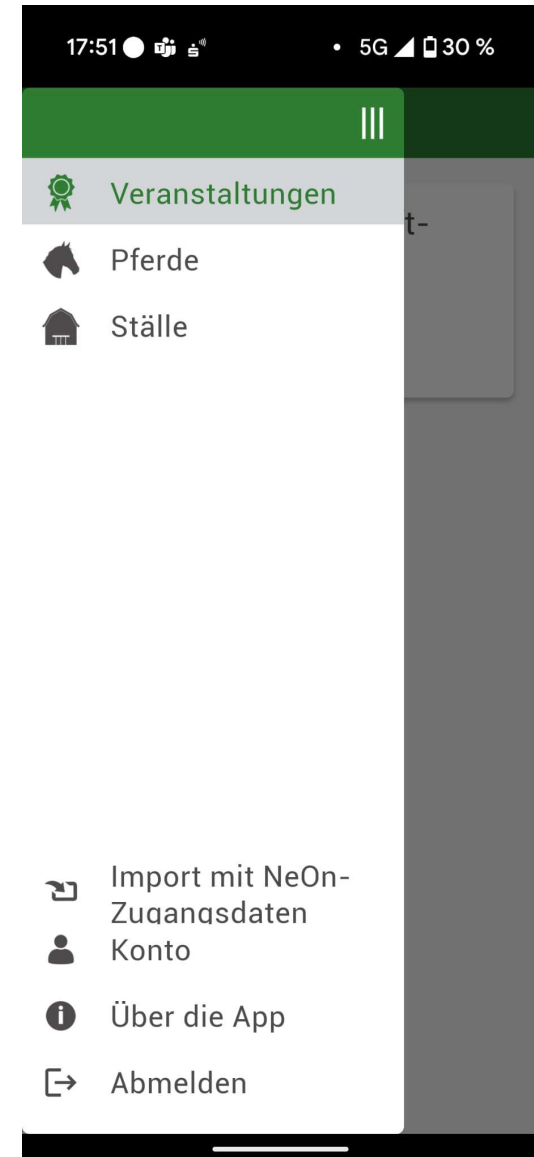 17:51 5G 30 %
Veranstaltungen
t-
Pferde
Ställe
Import mit NeOn-
Zugangsdaten
Konto
Über die App
Abmelden